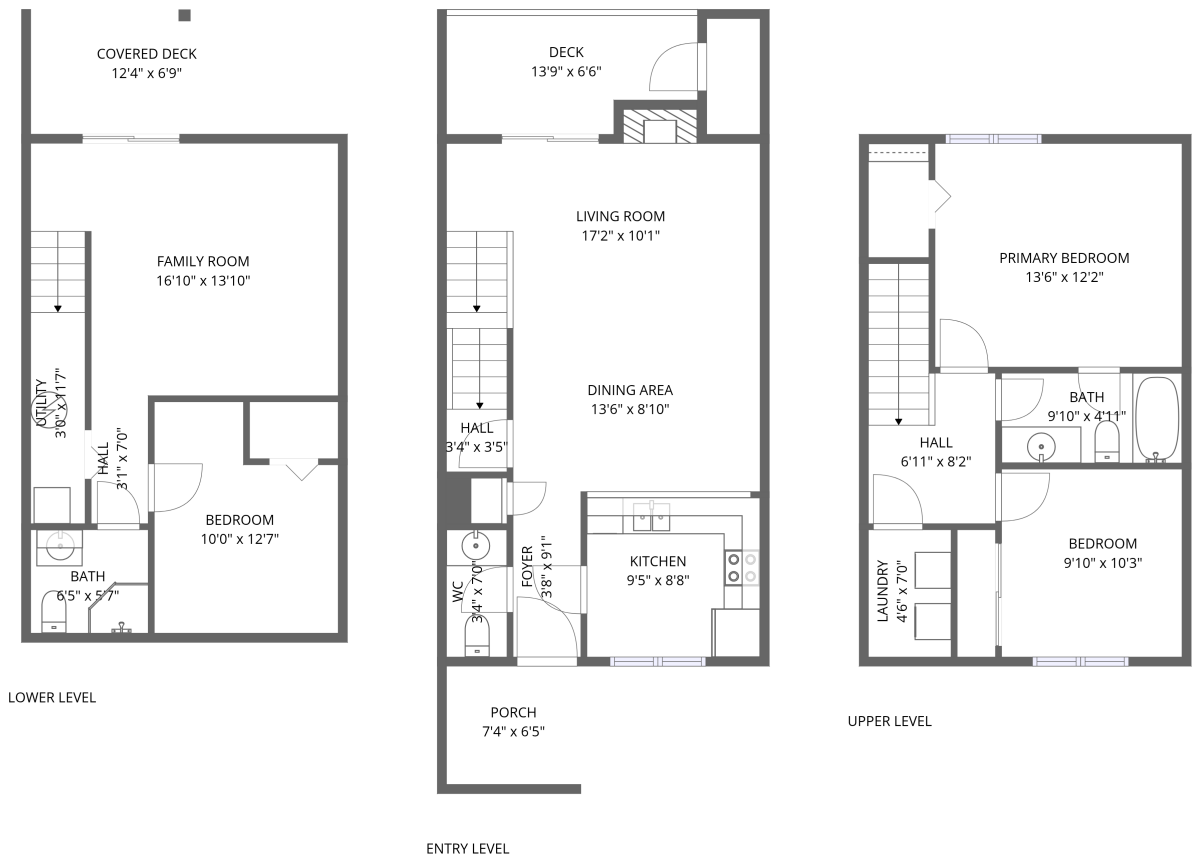 COVERED DECK
12'4" x 6'9"
FAMILY ROOM
16'10" x 13'10"
UTILITY
3'0" x 11'7"
HALL
3'1" x 7'0"
BEDROOM
10'0" x 12'7"
BATH
6'5" x 5'7"
LOWER LEVEL
DECK
13'9" x 6'6"
LIVING ROOM
17'2" x 10'1"
DINING AREA
13'6" x 8'10"
HALL
3'4" x 3'5"
KITCHEN
9'5" x 8'8"
FOYER
3'8" x 9'1"
WC
3'4" x 7'0"
PORCH
7'4" x 6'5"
ENTRY LEVEL
PRIMARY BEDROOM
13'6" x 12'2"
BATH
9'10" x 4'11"
HALL
6'11" x 8'2"
BEDROOM
9'10" x 10'3"
LAUNDRY
4'6" x 7'0"
UPPER LEVEL